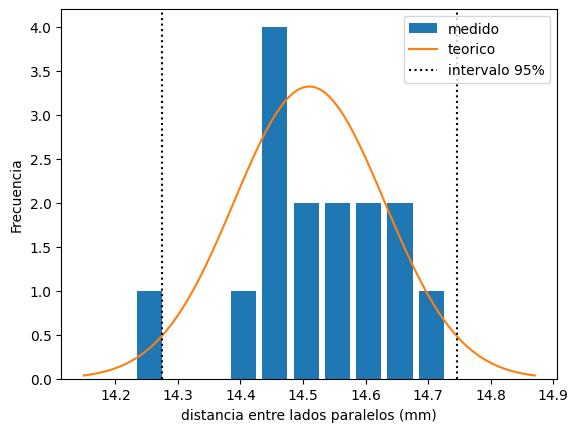 4.0
3.5
3.0
2.5
2.0
1.5
1.0
0.5
0.0
Frecuencia
medido
teorico
intervalo 95%
14.2 14.3 14.4 14.5 14.6 14.7 14.8 14.9
distancia entre lados paralelos (mm)